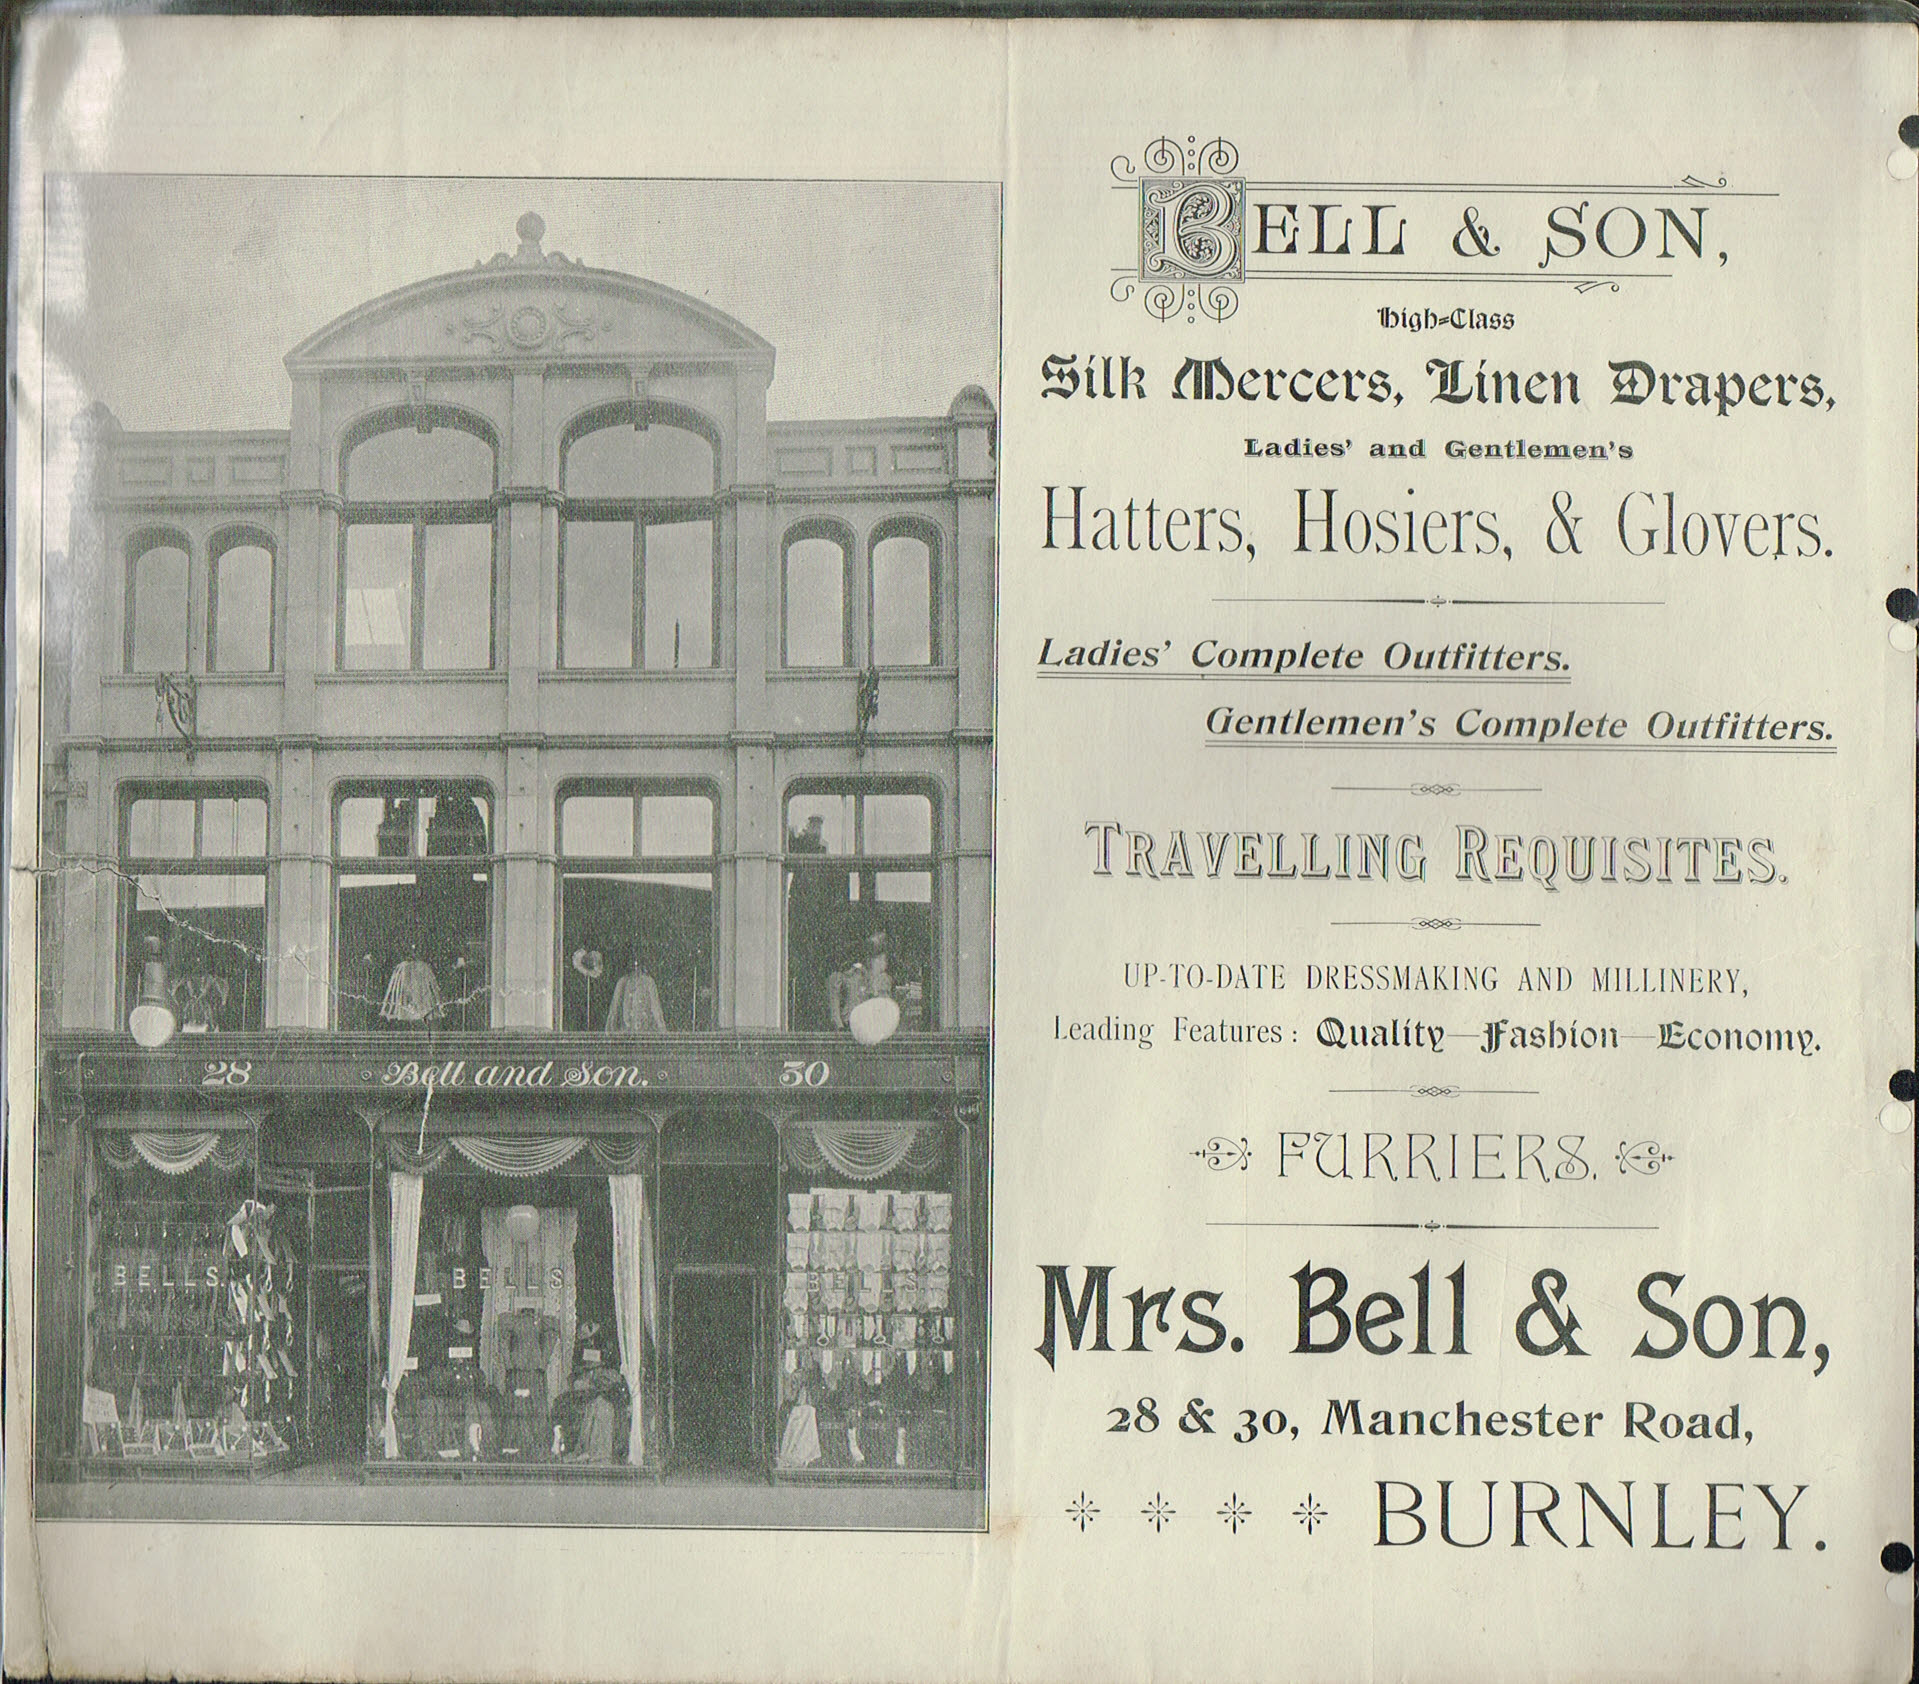 28 Bell and Son. 30
BELLS.
BELLS
BELLS
BELL & SON,
High-Class
Silk Mercers, Linen Drapers,
Ladies' and Gentlemen's
Hatters, Hosiers, & Glovers.
Ladies' Complete Outfitters.
Gentlemen's Complete Outfitters.
TRAVELLING REQUISITES.
UP-TO-DATE DRESSMAKING AND MILLINERY,
Leading Features: Quality—Fashion—Economy.
FURRIERS.
Mrs. Bell & Son,
28 & 30, Manchester Road,
BURNLEY.